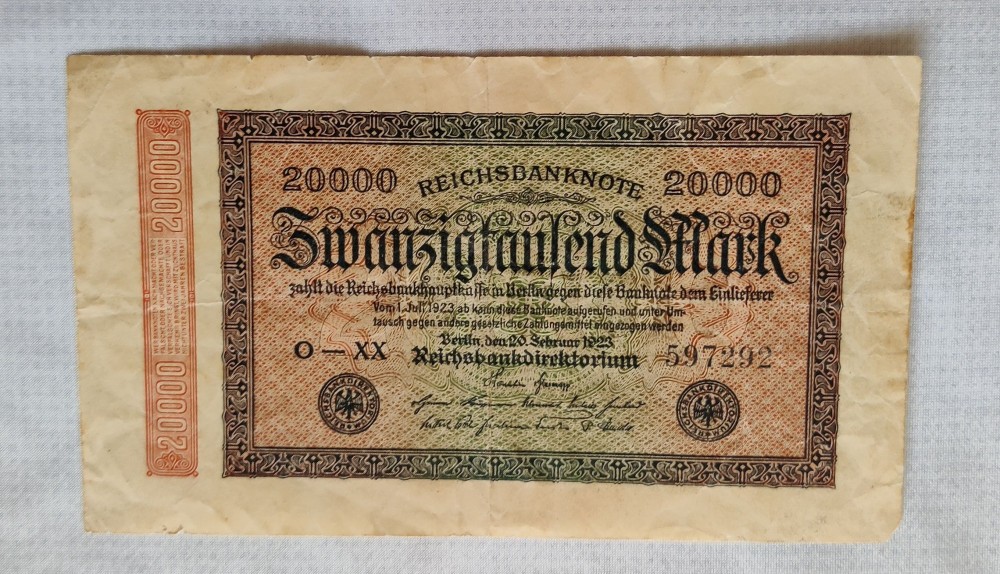 20000 REICHSBANKNOTE 20000
Zwanzigtausend Mark
zahlt die Reichsbankhauptkasse in Berlin gegen diese Banknote dem Einlieferer
Vom 1. Juli 1923 ab kann diese Banknote aufgerufen und unter Um-
tausch gegen andere gesetzliche Zahlungsmittel eingezogen werden
Berlin, den 20. Februar 1923
O — XX Reichsbankdirektorium 597292
20000
20000